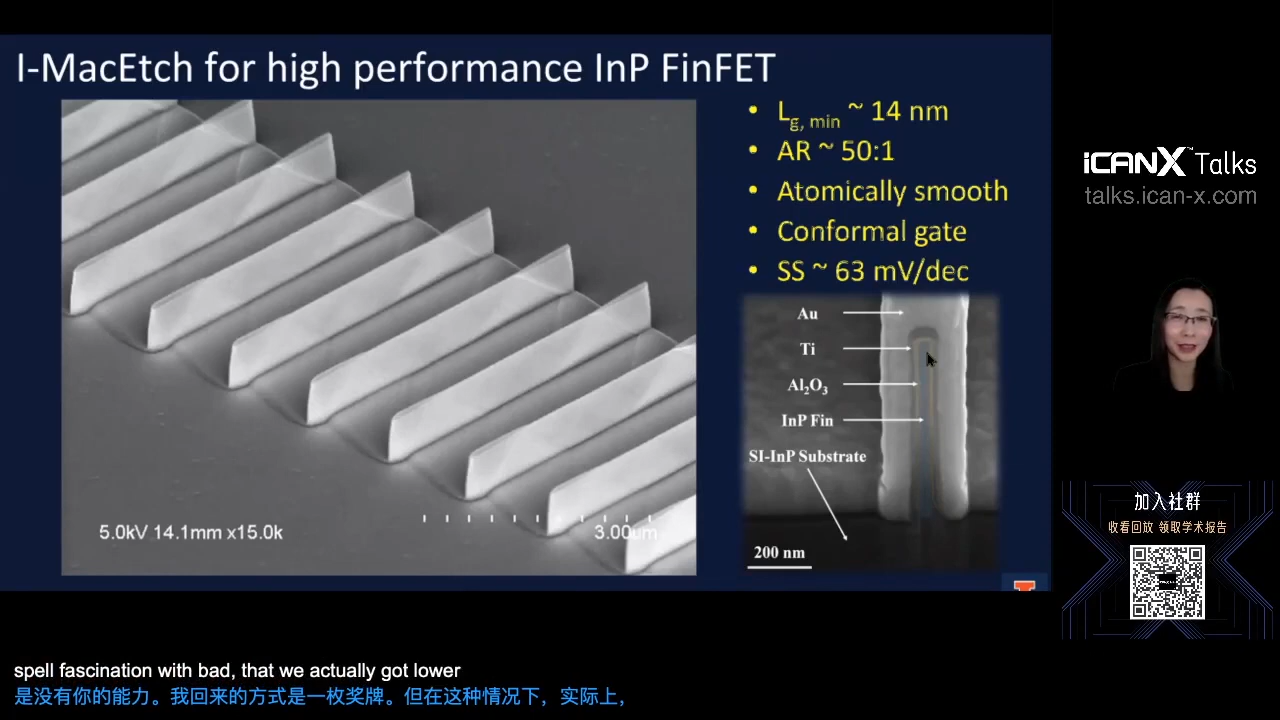 I-MacEtch for high performance InP FinFET
• Lg, min ~ 14 nm
• AR ~ 50:1
• Atomically smooth
• Conformal gate
• SS ~ 63 mV/dec
5.0kV 14.1mm x15.0k
3.00um
Au
Ti
Al2O3
InP Fin
SI-InP Substrate
200 nm
iCANX Talks
talks.ican-x.com
加入社群
收看回放 领取学术报告
spell fascination with bad, that we actually got lower
是没有你的能力。我回来的方式是一枚奖牌。但在这种情况下，实际上，